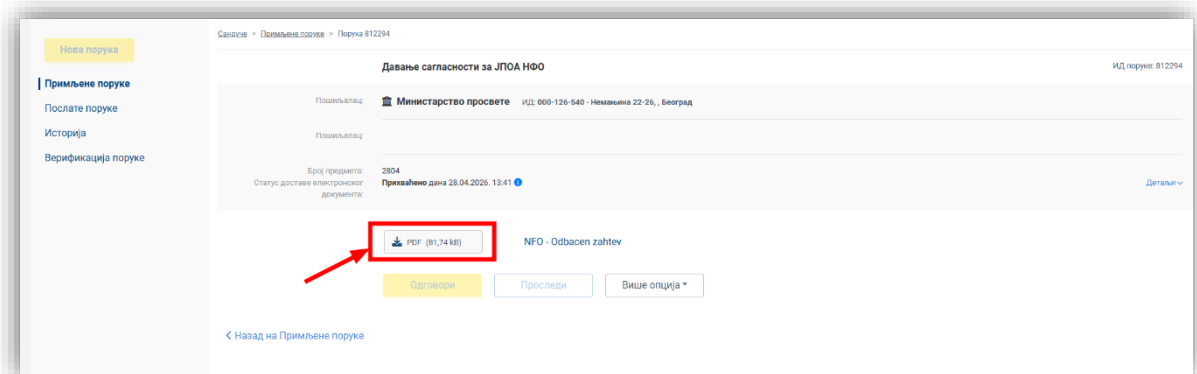 Сандуче > Примљене поруке > Порука 812294
Нова порука
Примљене поруке
Послате поруке
Историја
Верификација поруке
Давање сагласности за ЈПОА НФО
ИД поруке: 812294
Пошиљалац: Министарство просвете ИД: 000-126-540 - Немањина 22-26, , Београд
Пошиљалац:
Број предмета: 2804
Статус доставе електронског документа: Прихваћено дана 28.04.2026. 13:41
Детаљи
PDF (81,74 kB)
NFO - Odbacen zahtev
Одговори
Проследи
Више опција
Назад на Примљене поруке